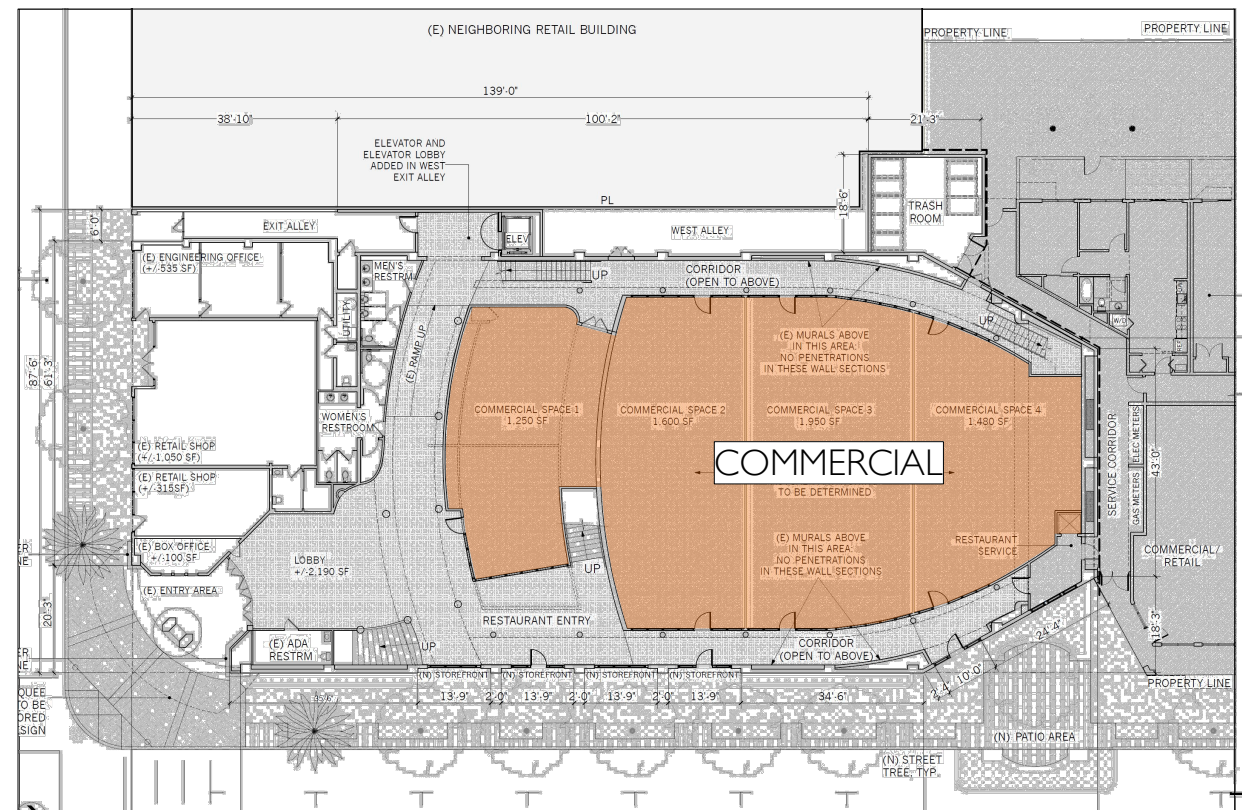 (E) NEIGHBORING RETAIL BUILDING
PROPERTY LINE
PROPERTY LINE
139'-0"
38'-10"
100'-2"
21'-3"
ELEVATOR AND
ELEVATOR LOBBY
ADDED IN WEST
EXIT ALLEY
PL
18'-6"
TRASH
ROOM
6'-0"
EXIT ALLEY
ELEV
WEST ALLEY
(E) ENGINEERING OFFICE
(+/-535 SF)
MEN'S
RESTRM
UP
CORRIDOR
(OPEN TO ABOVE)
UTILITY
(E) RAMP UP
UP
W/D
(E) MURALS ABOVE
IN THIS AREA:
NO PENETRATIONS
IN THESE WALL SECTIONS
87'-6"
61'-3"
COMMERCIAL SPACE 1
1,250 SF
COMMERCIAL SPACE 2
1,600 SF
COMMERCIAL SPACE 3
1,950 SF
COMMERCIAL SPACE 4
1,480 SF
WOMEN'S
RESTROOM
(E) RETAIL SHOP
(+/-1,050 SF)
COMMERCIAL
TO BE DETERMINED
SERVICE CORRIDOR
ELEC METERS
GAS METERS
43'-0"
(E) RETAIL SHOP
(+/-315SF)
(E) BOX OFFICE
+/-100 SF
LOBBY
+/-2,190 SF
UP
(E) MURALS ABOVE
IN THIS AREA:
NO PENETRATIONS
IN THESE WALL SECTIONS
RESTAURANT
SERVICE
COMMERCIAL/
RETAIL
(E) ENTRY AREA
20'-3"
RESTAURANT ENTRY
18'-3"
24'-4"
(E) ADA
RESTRM
UP
CORRIDOR
(OPEN TO ABOVE)
(N) STOREFRONT
(N) STOREFRONT
(N) STOREFRONT
(N) STOREFRONT
13'-9"
2'-0"
13'-9"
2'-0"
13'-9"
2'-0"
13'-9"
34'-6"
2'-4"
10'-0"
PROPERTY LINE
QUEE
TO BE
ORED
SIGN
(N) PATIO AREA
(N) STREET
TREE, TYP.